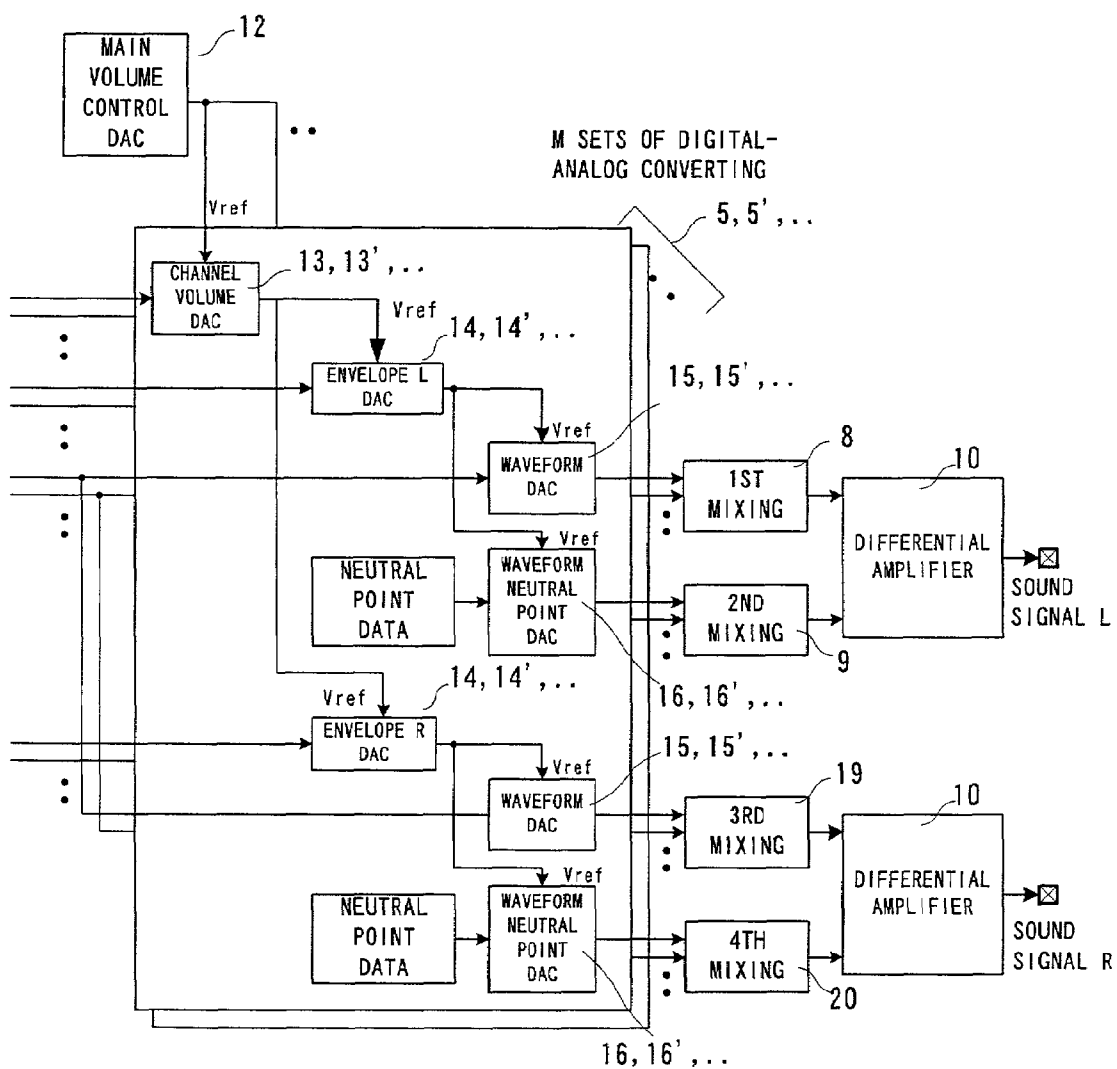 12
MAIN
VOLUME
CONTROL
DAC
M SETS OF DIGITAL-
ANALOG CONVERTING
5,5',..
Vref
CHANNEL
VOLUME
DAC
13,13',..
Vref
14,14',..
ENVELOPE L
DAC
15,15',..
Vref
WAVEFORM
DAC
8
1ST
MIXING
10
DIFFERENTIAL
AMPLIFIER
SOUND
SIGNAL L
Vref
NEUTRAL
POINT
DATA
WAVEFORM
NEUTRAL
POINT
DAC
2ND
MIXING
9
16,16',..
14,14',..
Vref
ENVELOPE R
DAC
15,15',..
Vref
WAVEFORM
DAC
19
3RD
MIXING
10
DIFFERENTIAL
AMPLIFIER
SOUND
SIGNAL R
Vref
NEUTRAL
POINT
DATA
WAVEFORM
NEUTRAL
POINT
DAC
4TH
MIXING
20
16,16',..